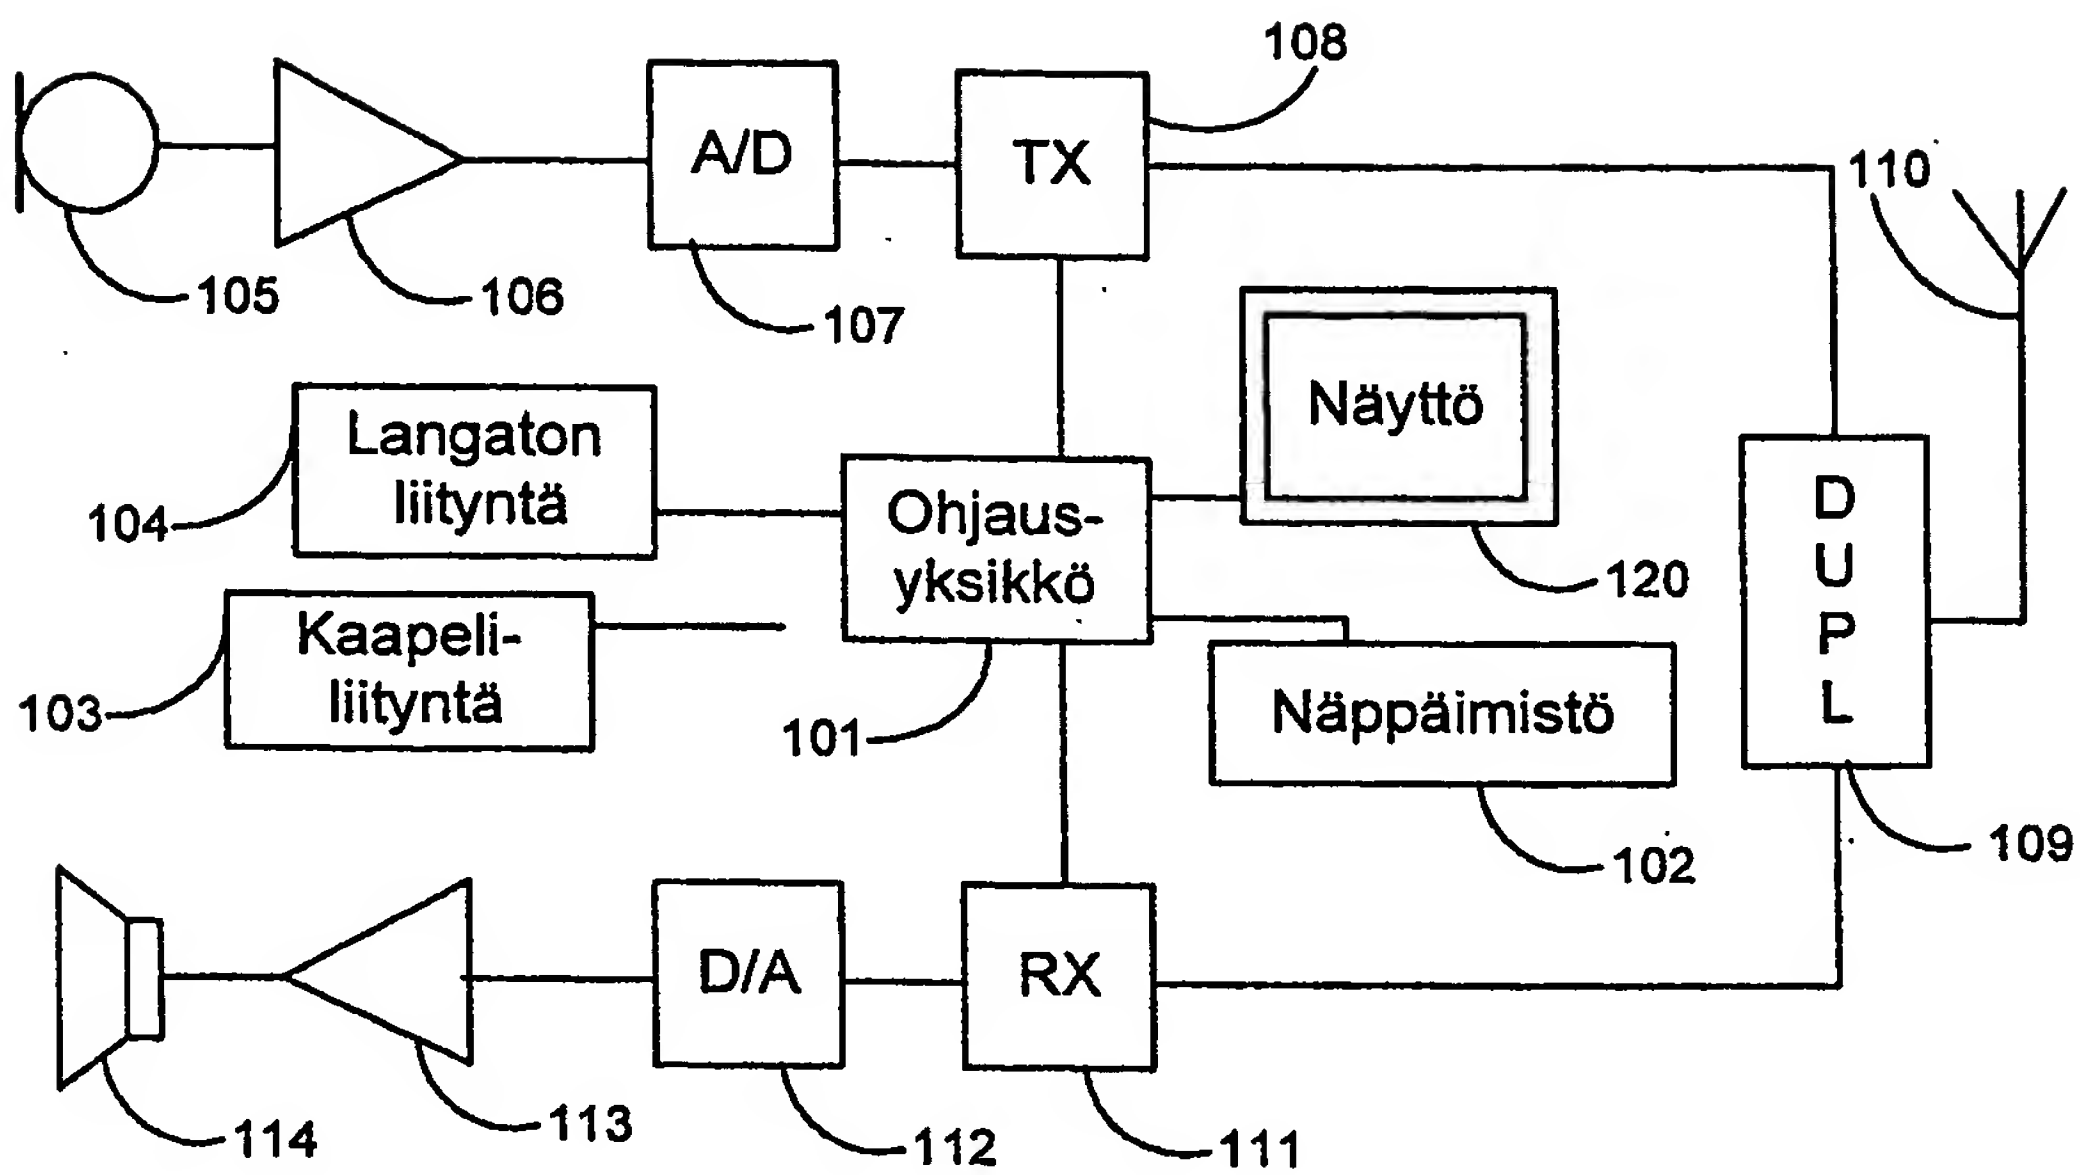 108
A/D
TX
110
105
106
107
Näyttö
Langaton
liityntä
104
Ohjaus-
yksikkö
120
D
U
P
L
Kaapeli-
liityntä
103
101
Näppäimistö
102
109
D/A
RX
114
113
112
111